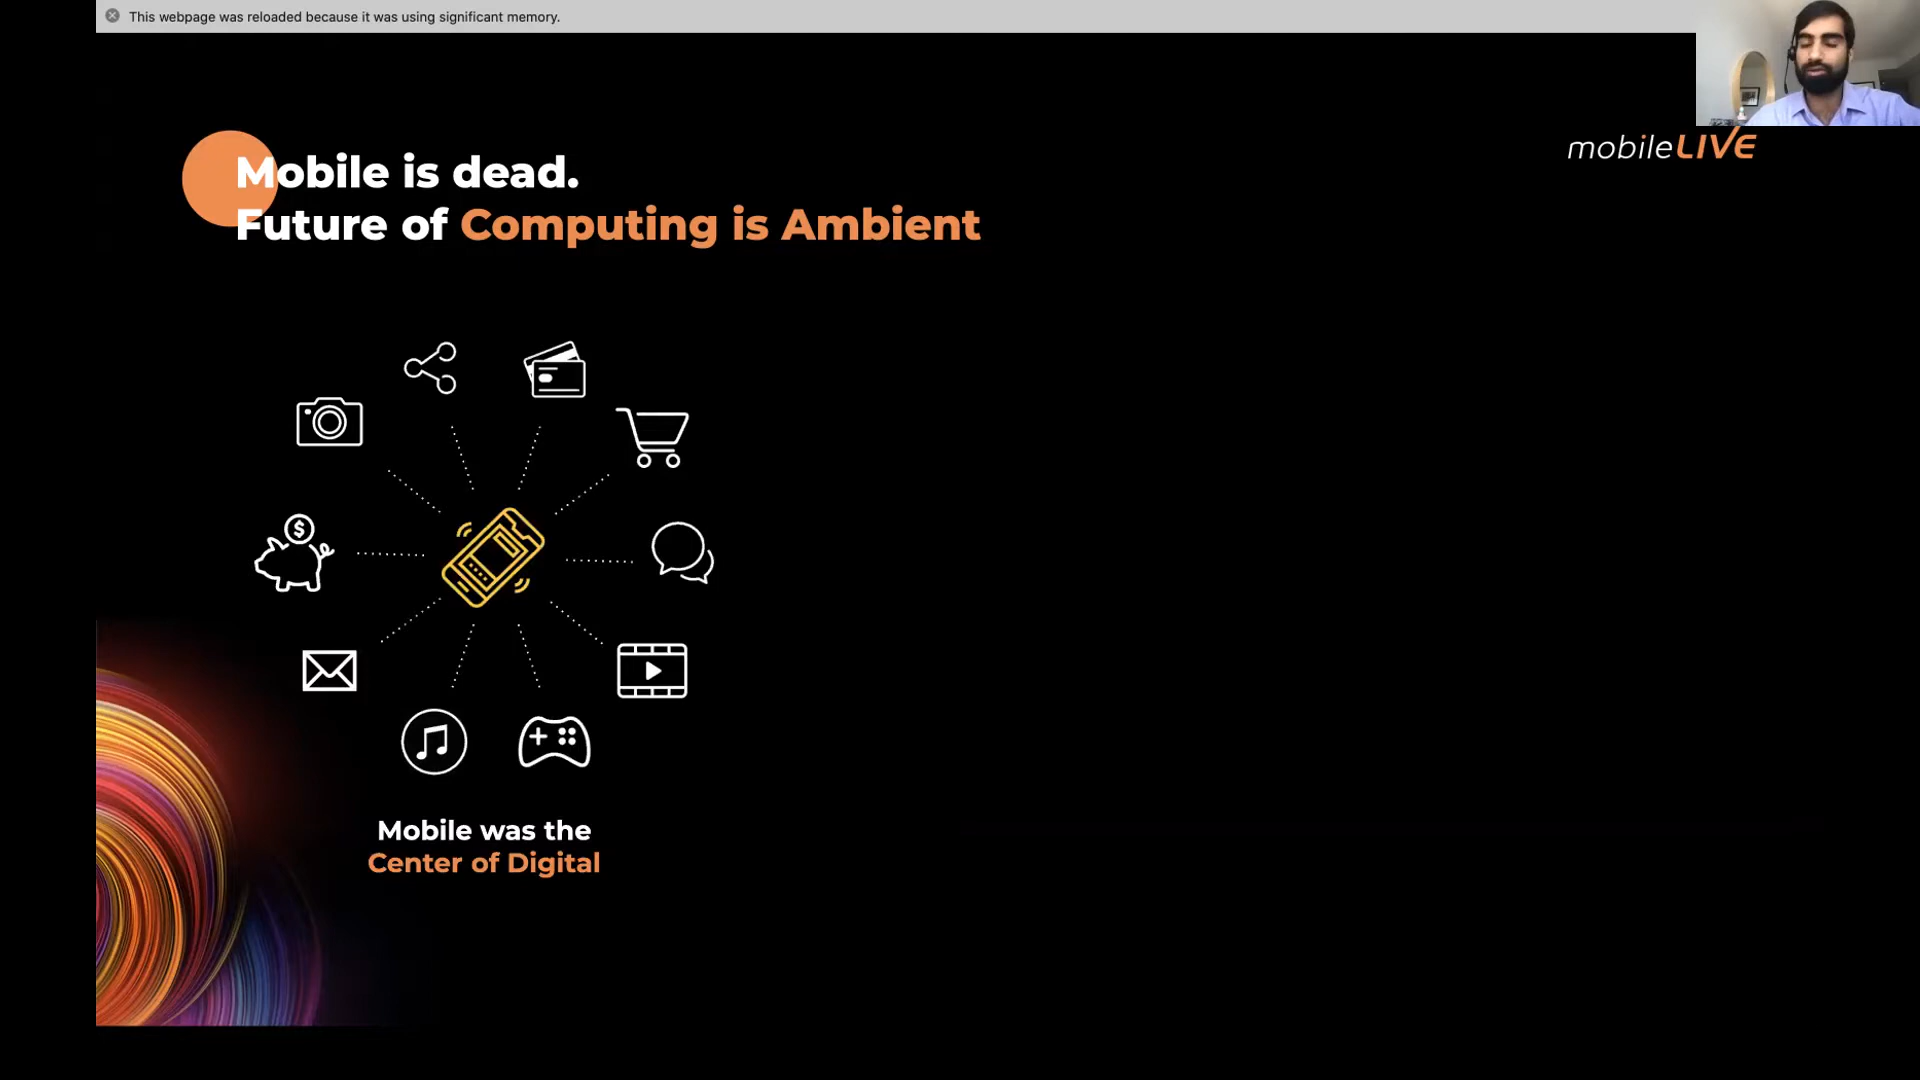 This webpage was reloaded because it was using significant memory.
mobileLIVE
Mobile is dead.
Future of Computing is Ambient
$
Mobile was the
Center of Digital